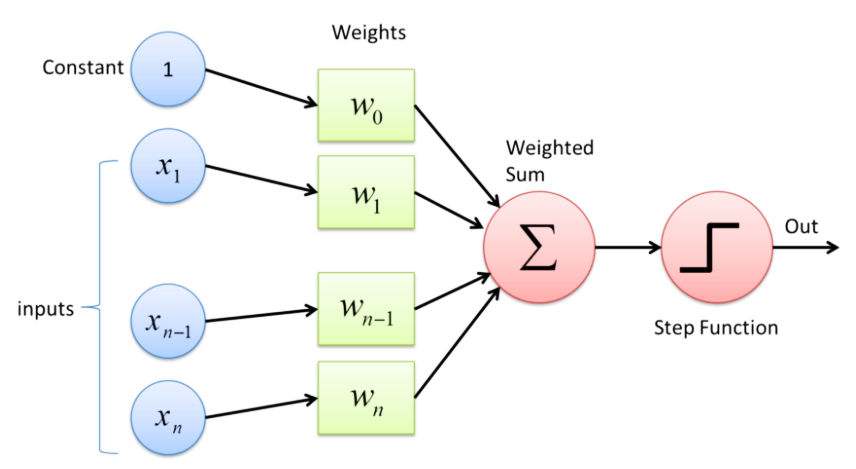 Weights
Constant
1
w₀
x₁
w₁
Weighted
Sum
Σ
Out
inputs
xₙ₋₁
wₙ₋₁
Step Function
xₙ
wₙ